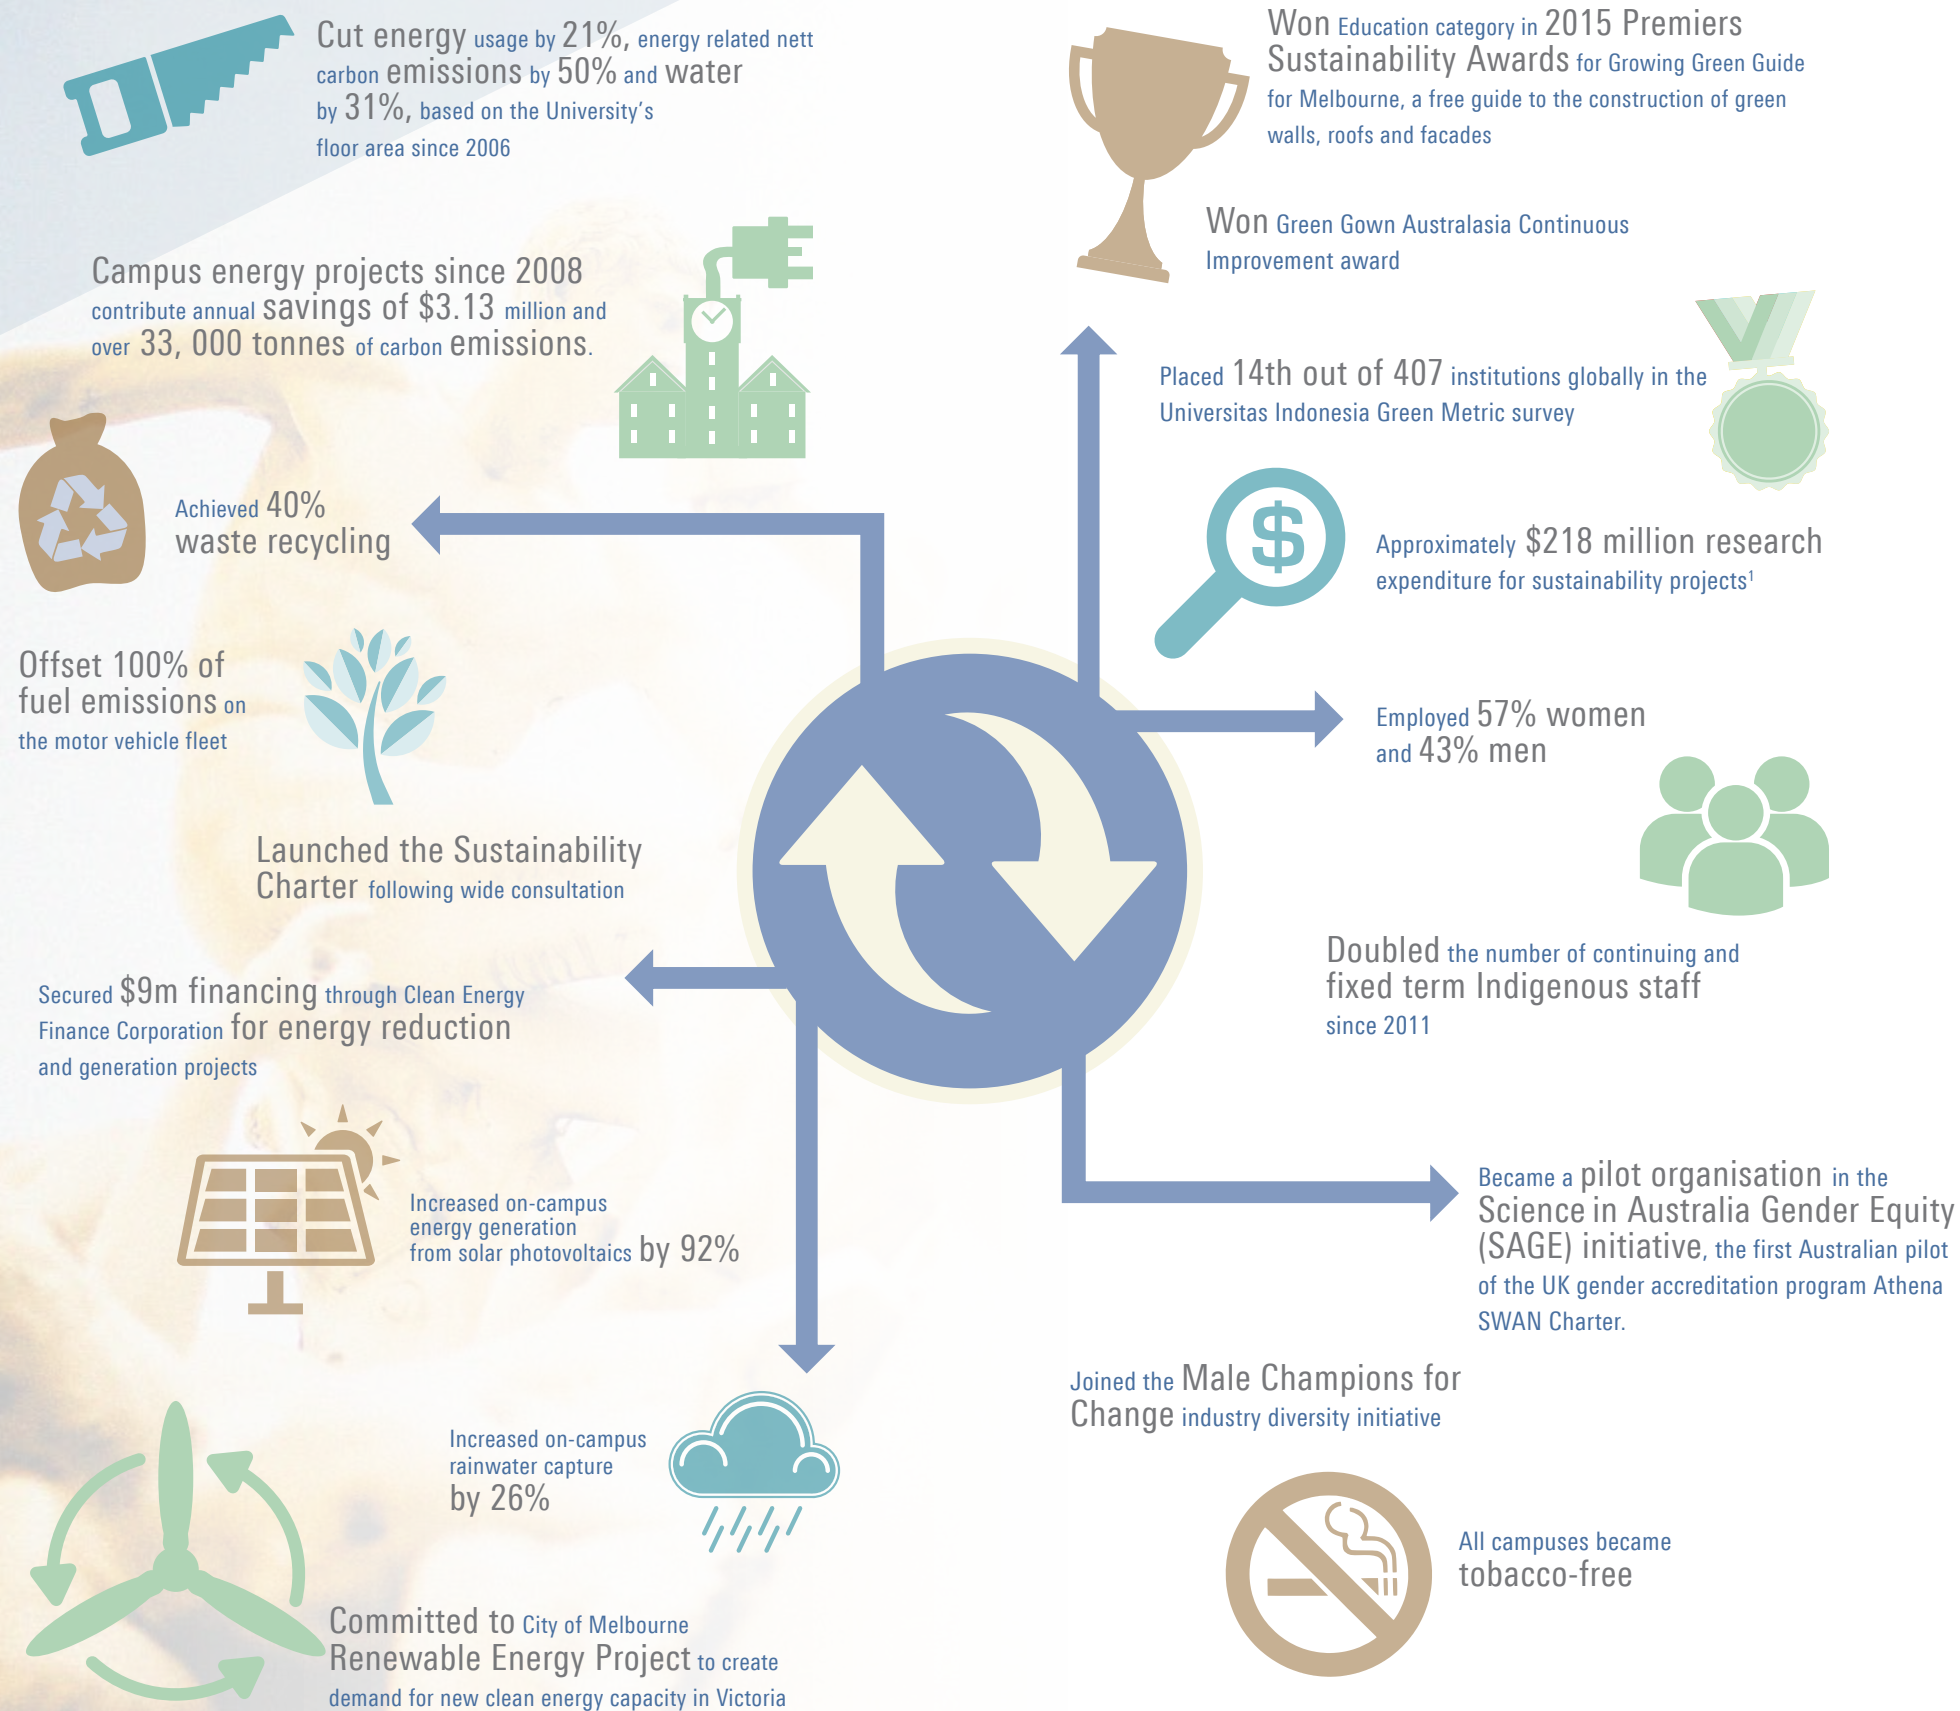 Cut energy usage by 21%, energy related nett
carbon emissions by 50% and water
by 31%, based on the University's
floor area since 2006
Campus energy projects since 2008
contribute annual savings of $3.13 million and
over 33, 000 tonnes of carbon emissions.
Achieved 40%
waste recycling
Offset 100% of
fuel emissions on
the motor vehicle fleet
Launched the Sustainability
Charter following wide consultation
Secured $9m financing through Clean Energy
Finance Corporation for energy reduction
and generation projects
Increased on-campus
energy generation
from solar photovoltaics by 92%
Increased on-campus
rainwater capture
by 26%
Committed to City of Melbourne
Renewable Energy Project to create
demand for new clean energy capacity in Victoria
Won Education category in 2015 Premiers
Sustainability Awards for Growing Green Guide
for Melbourne, a free guide to the construction of green
walls, roofs and facades
Won Green Gown Australasia Continuous
Improvement award
Placed 14th out of 407 institutions globally in the
Universitas Indonesia Green Metric survey
$
Approximately $218 million research
expenditure for sustainability projects¹
Employed 57% women
and 43% men
Doubled the number of continuing and
fixed term Indigenous staff
since 2011
Became a pilot organisation in the
Science in Australia Gender Equity
(SAGE) initiative, the first Australian pilot
of the UK gender accreditation program Athena
SWAN Charter.
Joined the Male Champions for
Change industry diversity initiative
All campuses became
tobacco-free